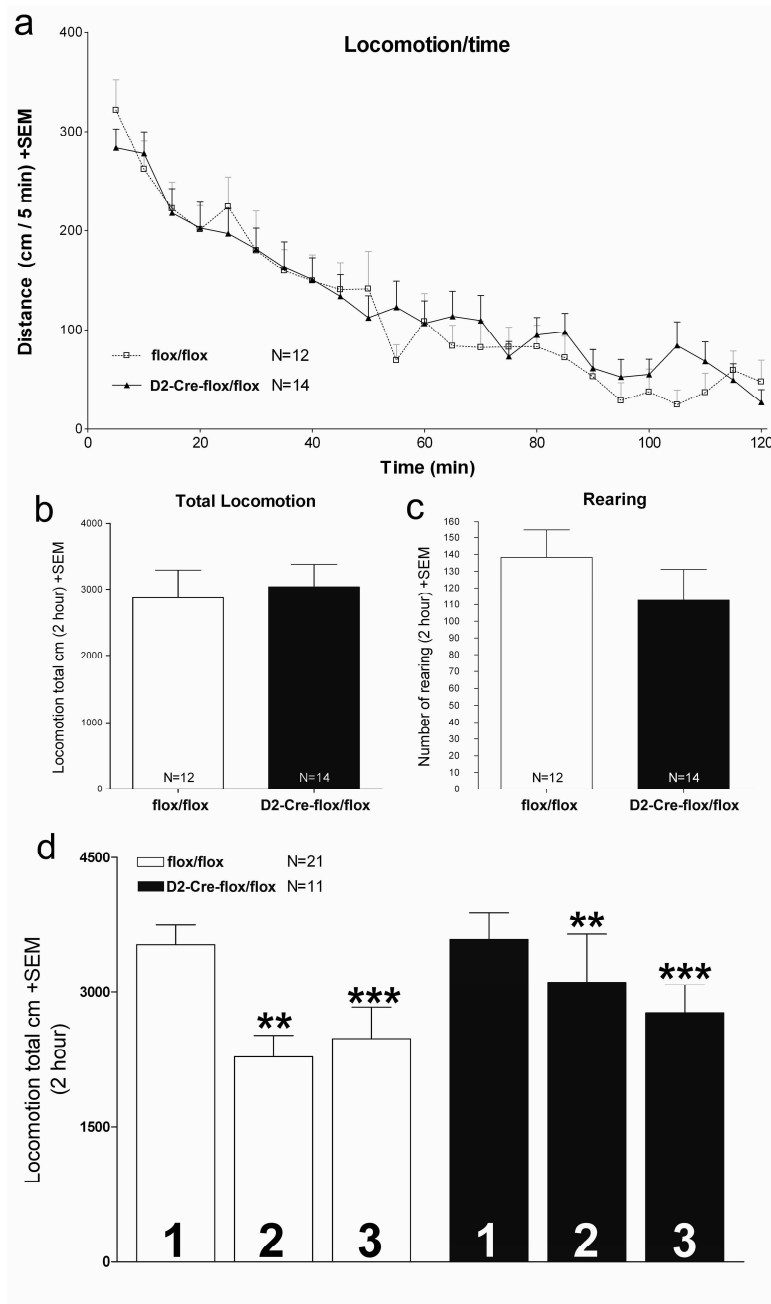 a
Locomotion/time
Distance (cm / 5 min) +SEM
400
300
200
100
0
flox/flox N=12
D2-Cre-flox/flox N=14
0 20 40 60 80 100 120
Time (min)
b
Total Locomotion
Locomotion total cm (2 hour) +SEM
4000
3000
2000
1000
0
N=12 N=14
flox/flox D2-Cre-flox/flox
c
Rearing
Number of rearing (2 hour) +SEM
160
150
140
130
120
110
100
90
80
70
60
50
40
30
20
10
0
N=12 N=14
flox/flox D2-Cre-flox/flox
d
Locomotion total cm +SEM
(2 hour)
4500
3000
1500
0
flox/flox N=21
D2-Cre-flox/flox N=11
** *** ** ***
1 2 3 1 2 3